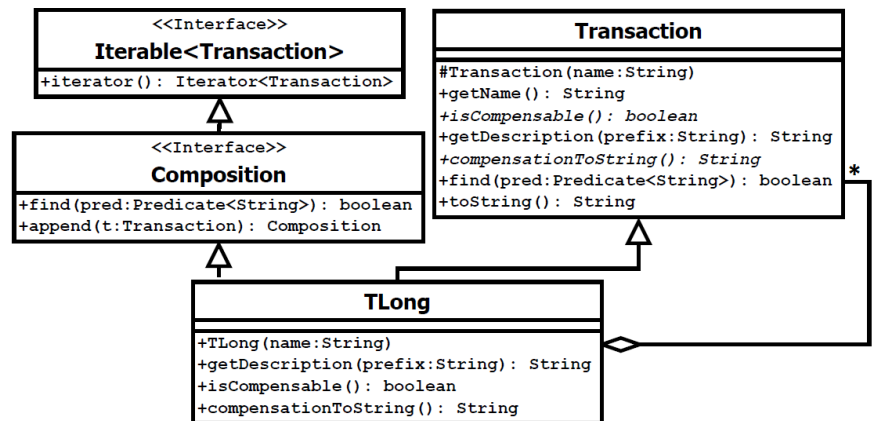 <<Interface>>
Iterable<Transaction>
+iterator(): Iterator<Transaction>
<<Interface>>
Composition
+find(pred:Predicate<String>): boolean
+append(t:Transaction): Composition
Transaction
#Transaction(name:String)
+getName(): String
+isCompensable(): boolean
+getDescription(prefix:String): String
+compensationToString(): String
+find(pred:Predicate<String>): boolean
+toString(): String
*
TLong
+TLong(name:String)
+getDescription(prefix:String): String
+isCompensable(): boolean
+compensationToString(): String